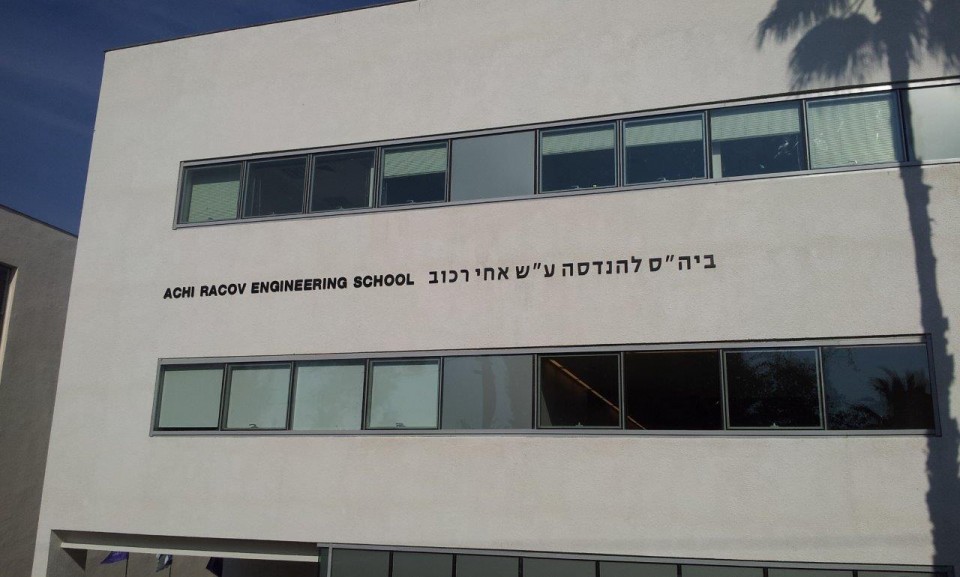 ACHI RACOV ENGINEERING SCHOOL ביה״ס להנדסה ע״ש אחי רכוב